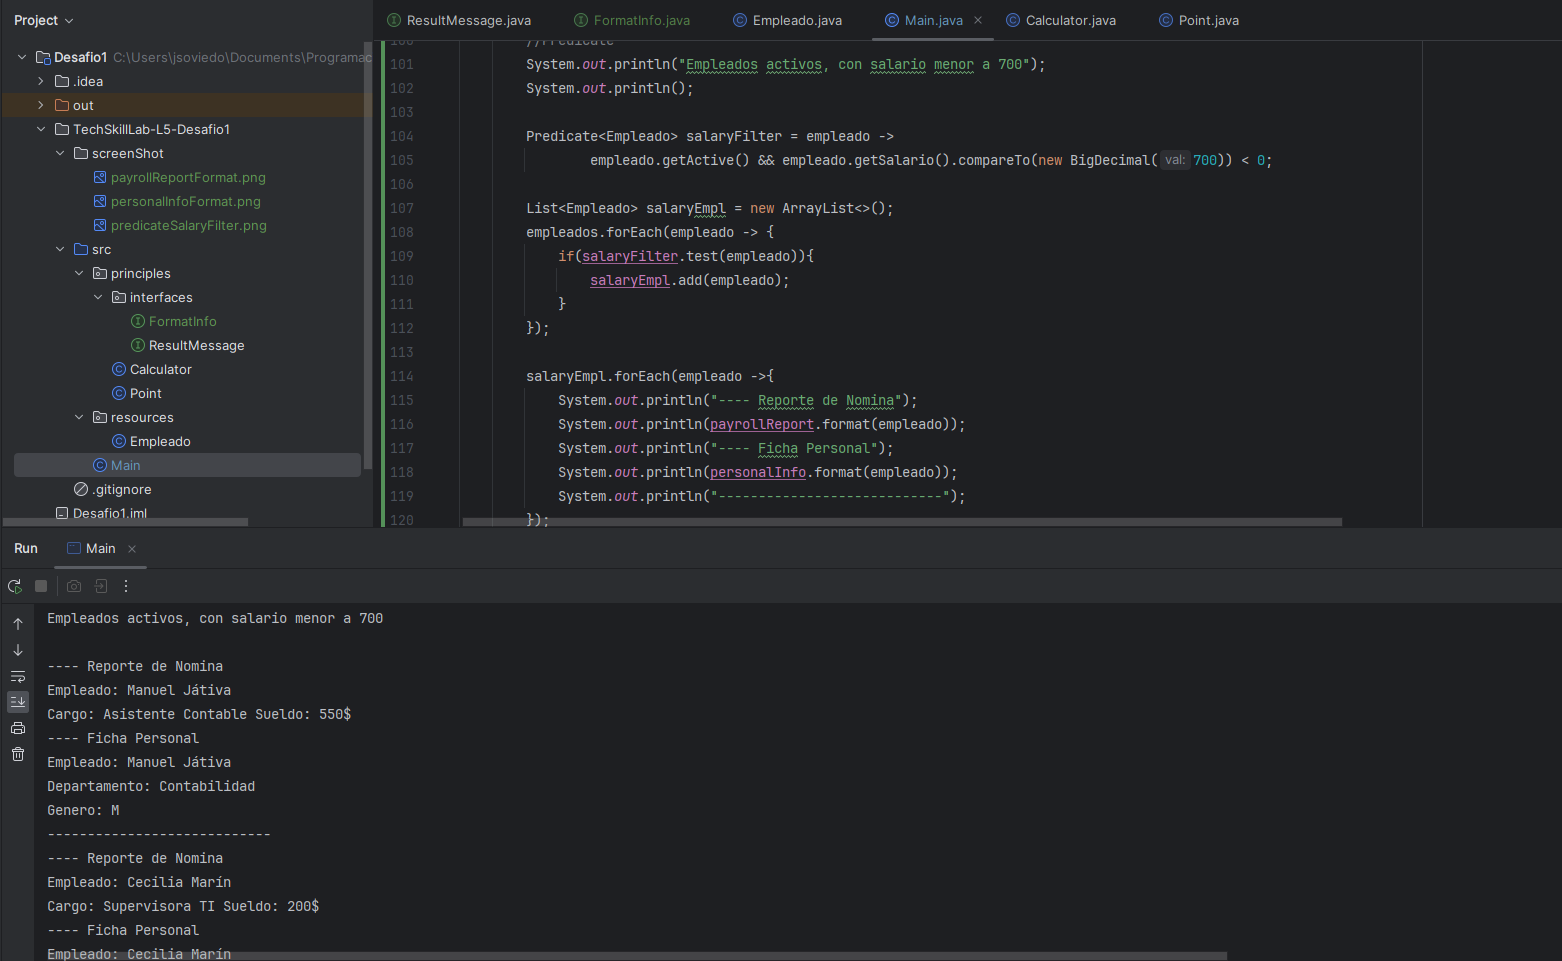 Project
ResultMessage.java FormatInfo.java Empleado.java Main.java Calculator.java Point.java
Desafio1 C:\Users\jsoviedo\Documents\Programac
.idea
out
TechSkillLab-L5-Desafio1
screenShot
payrollReportFormat.png
personalInfoFormat.png
predicateSalaryFilter.png
src
principles
interfaces
FormatInfo
ResultMessage
Calculator
Point
resources
Empleado
Main
.gitignore
Desafio1.iml
100 //Predicate
101 System.out.println("Empleados activos, con salario menor a 700");
102 System.out.println();
103
104 Predicate<Empleado> salaryFilter = empleado ->
105 empleado.getActive() && empleado.getSalario().compareTo(new BigDecimal( val: 700)) < 0;
106
107 List<Empleado> salaryEmpl = new ArrayList<>();
108 empleados.forEach(empleado -> {
109 if(salaryFilter.test(empleado)){
110 salaryEmpl.add(empleado);
111 }
112 });
113
114 salaryEmpl.forEach(empleado ->{
115 System.out.println("---- Reporte de Nomina");
116 System.out.println(payrollReport.format(empleado));
117 System.out.println("---- Ficha Personal");
118 System.out.println(personalInfo.format(empleado));
119 System.out.println("----------------------------");
120 });
Run Main
Empleados activos, con salario menor a 700
---- Reporte de Nomina
Empleado: Manuel Játiva
Cargo: Asistente Contable Sueldo: 550$
---- Ficha Personal
Empleado: Manuel Játiva
Departamento: Contabilidad
Genero: M
----------------------------
---- Reporte de Nomina
Empleado: Cecilia Marín
Cargo: Supervisora TI Sueldo: 200$
---- Ficha Personal
Empleado: Cecilia Marín